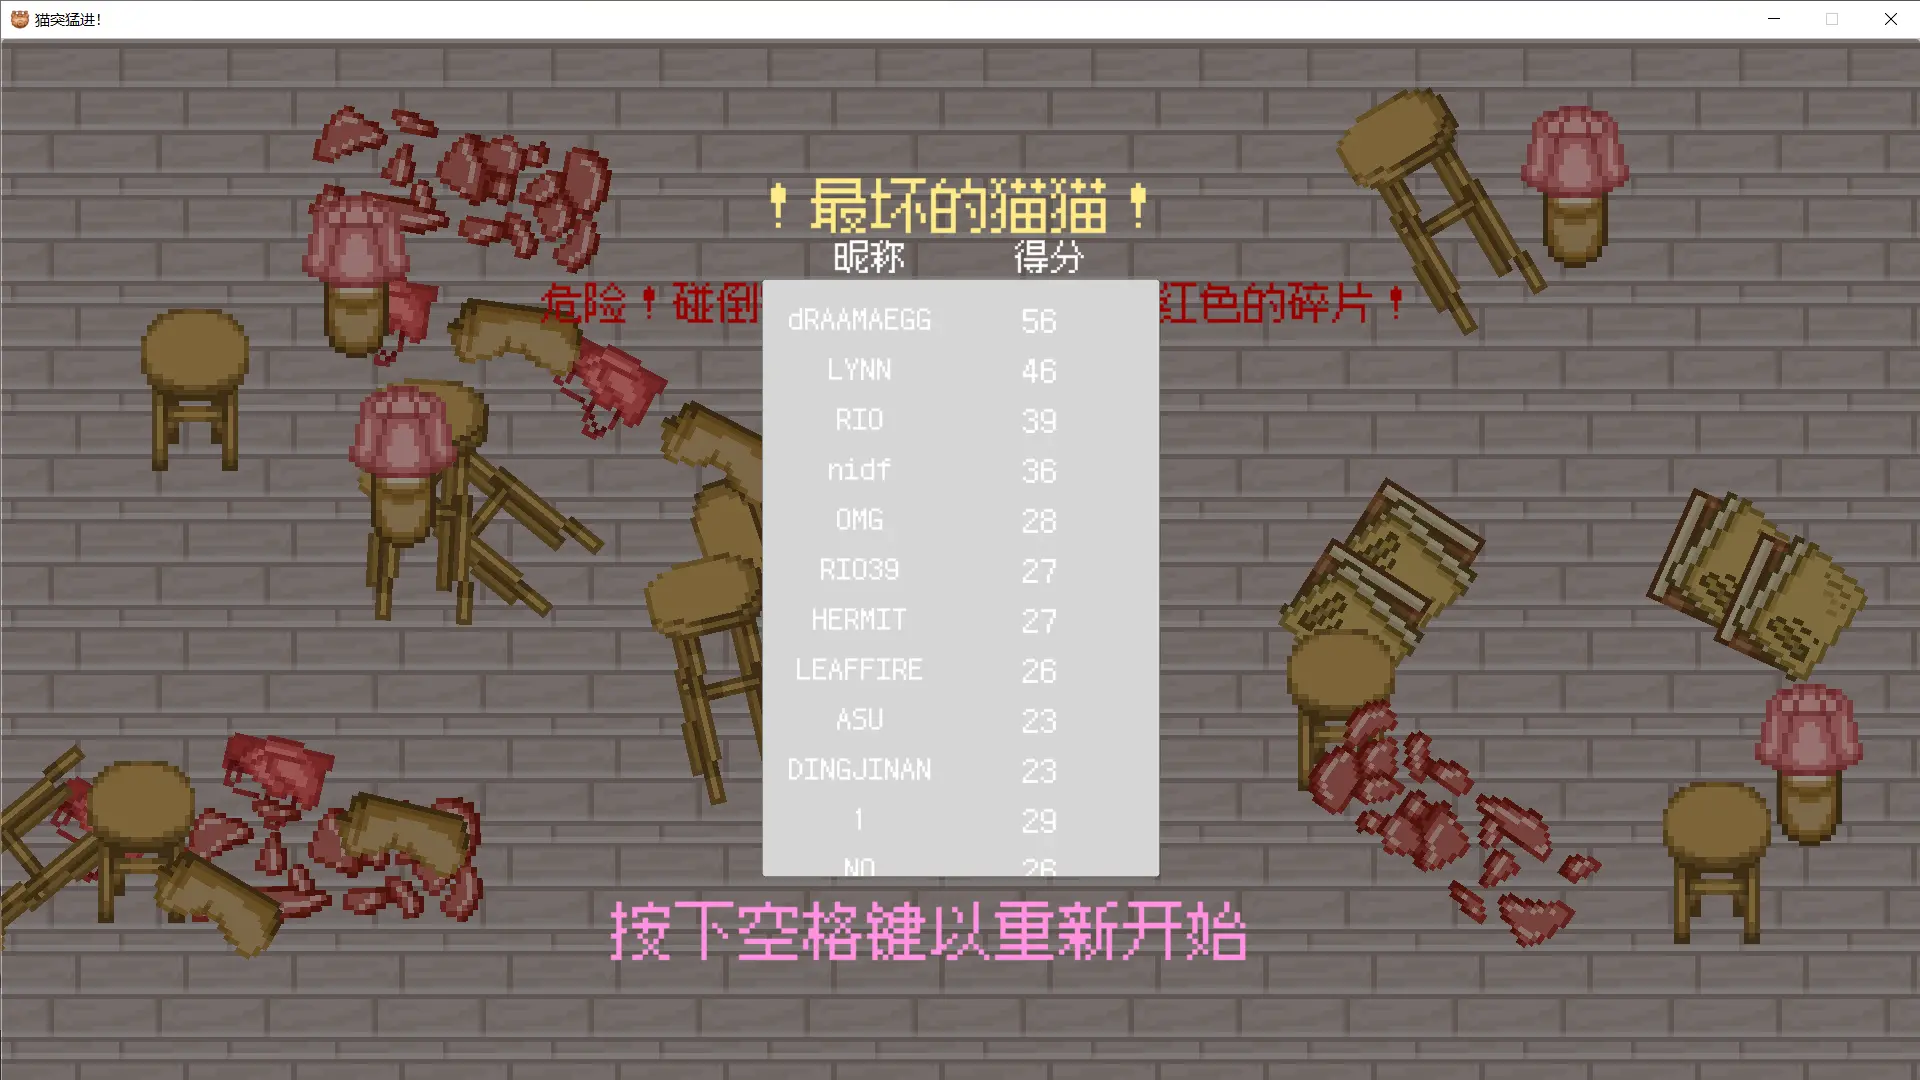 猫突猛进!
！最坏的猫猫！
昵称 得分
危险！碰倒 红色的碎片！
dRAAMAEGG 56
LYNN 46
RIO 39
nidf 36
OMG 28
RIO39 27
HERMIT 27
LEAFFIRE 26
ASU 23
DINGJINAN 23
1 29
NO 26
按下空格键以重新开始